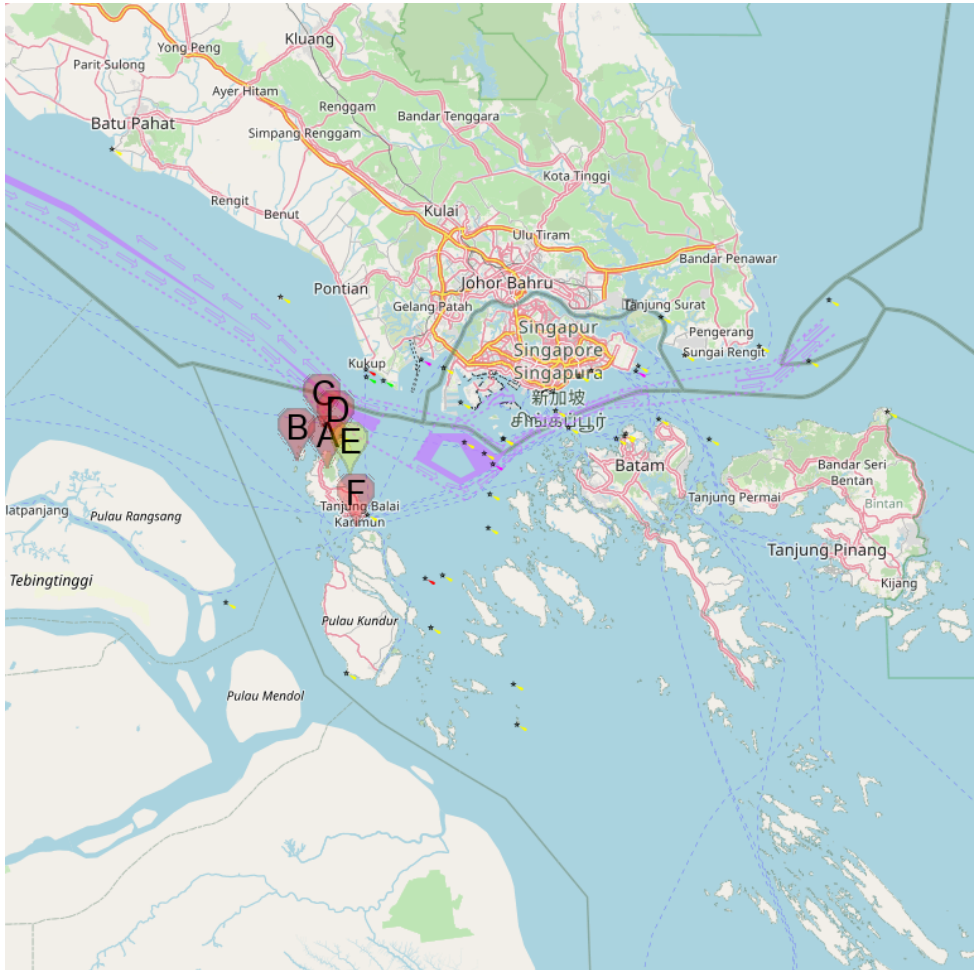 Kluang
Yong Peng
Parit Sulong
Ayer Hitam
Renggam
Bandar Tenggara
Batu Pahat
Simpang Renggam
Kota Tinggi
Rengit
Benut
Kulai
Ulu Tiram
Bandar Penawar
Pontian
Johor Bahru
Gelang Patah
Tanjung Surat
Singapur
Singapore
Singapura
新加坡
சிங்கப்பூர்
Pengerang
Sungai Rengit
Kukup
C
D
B
A
E
F
Batam
Bandar Seri
Bentan
Bintan
Tanjung Permai
Tanjung Balai
Karimun
latpanjang
Pulau Rangsang
Tanjung Pinang
Tebingtinggi
Kijang
Pulau Kundur
Pulau Mendol